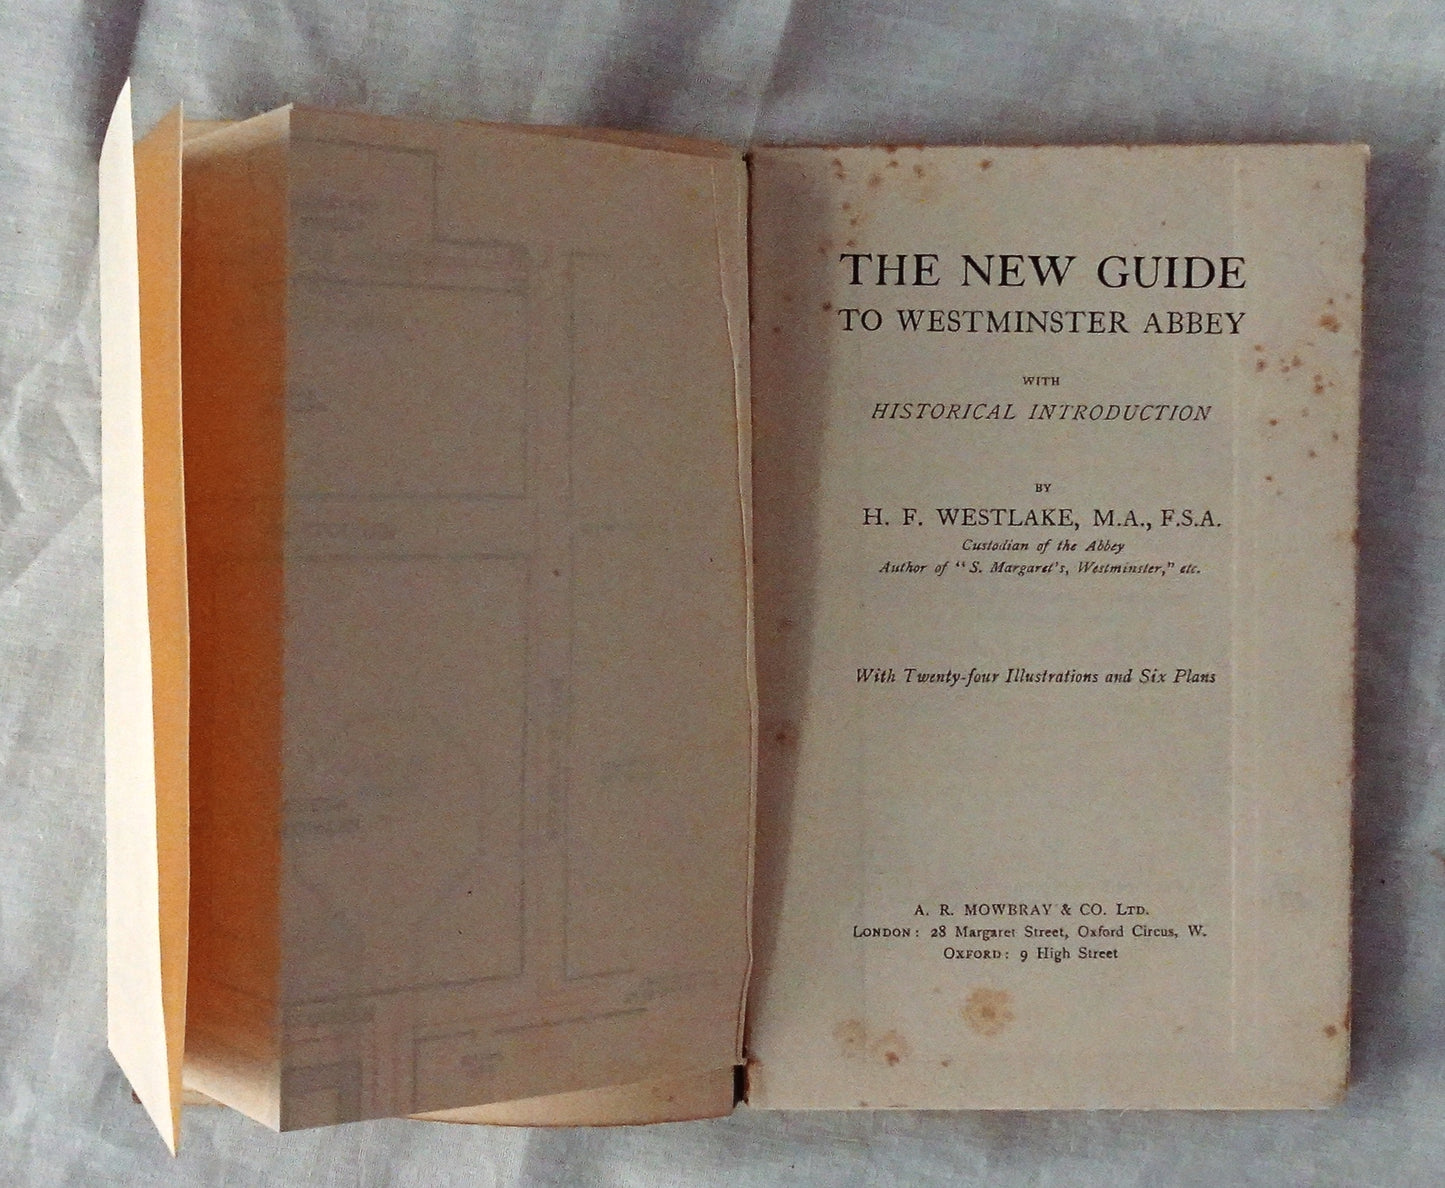 THE NEW GUIDE
TO WESTMINSTER ABBEY
WITH
HISTORICAL INTRODUCTION
BY
H. F. WESTLAKE, M.A., F.S.A.
Custodian of the Abbey
Author of "S. Margaret's, Westminster," etc.
With Twenty-four Illustrations and Six Plans
A. R. MOWBRAY & CO. LTD.
LONDON: 28 Margaret Street, Oxford Circus, W.
OXFORD: 9 High Street